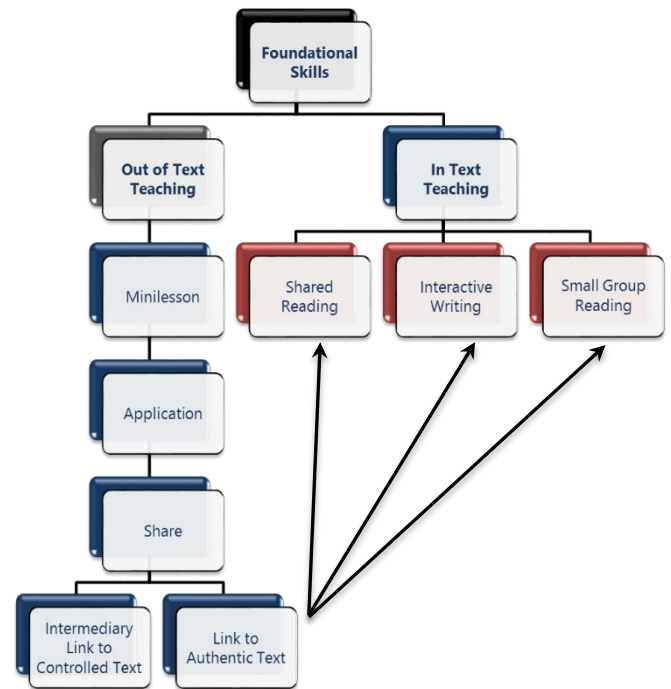 Foundational
Skills
Out of Text
Teaching
In Text
Teaching
Minilesson
Shared
Reading
Interactive
Writing
Small Group
Reading
Application
Share
Intermediary
Link to
Controlled Text
Link to
Authentic Text